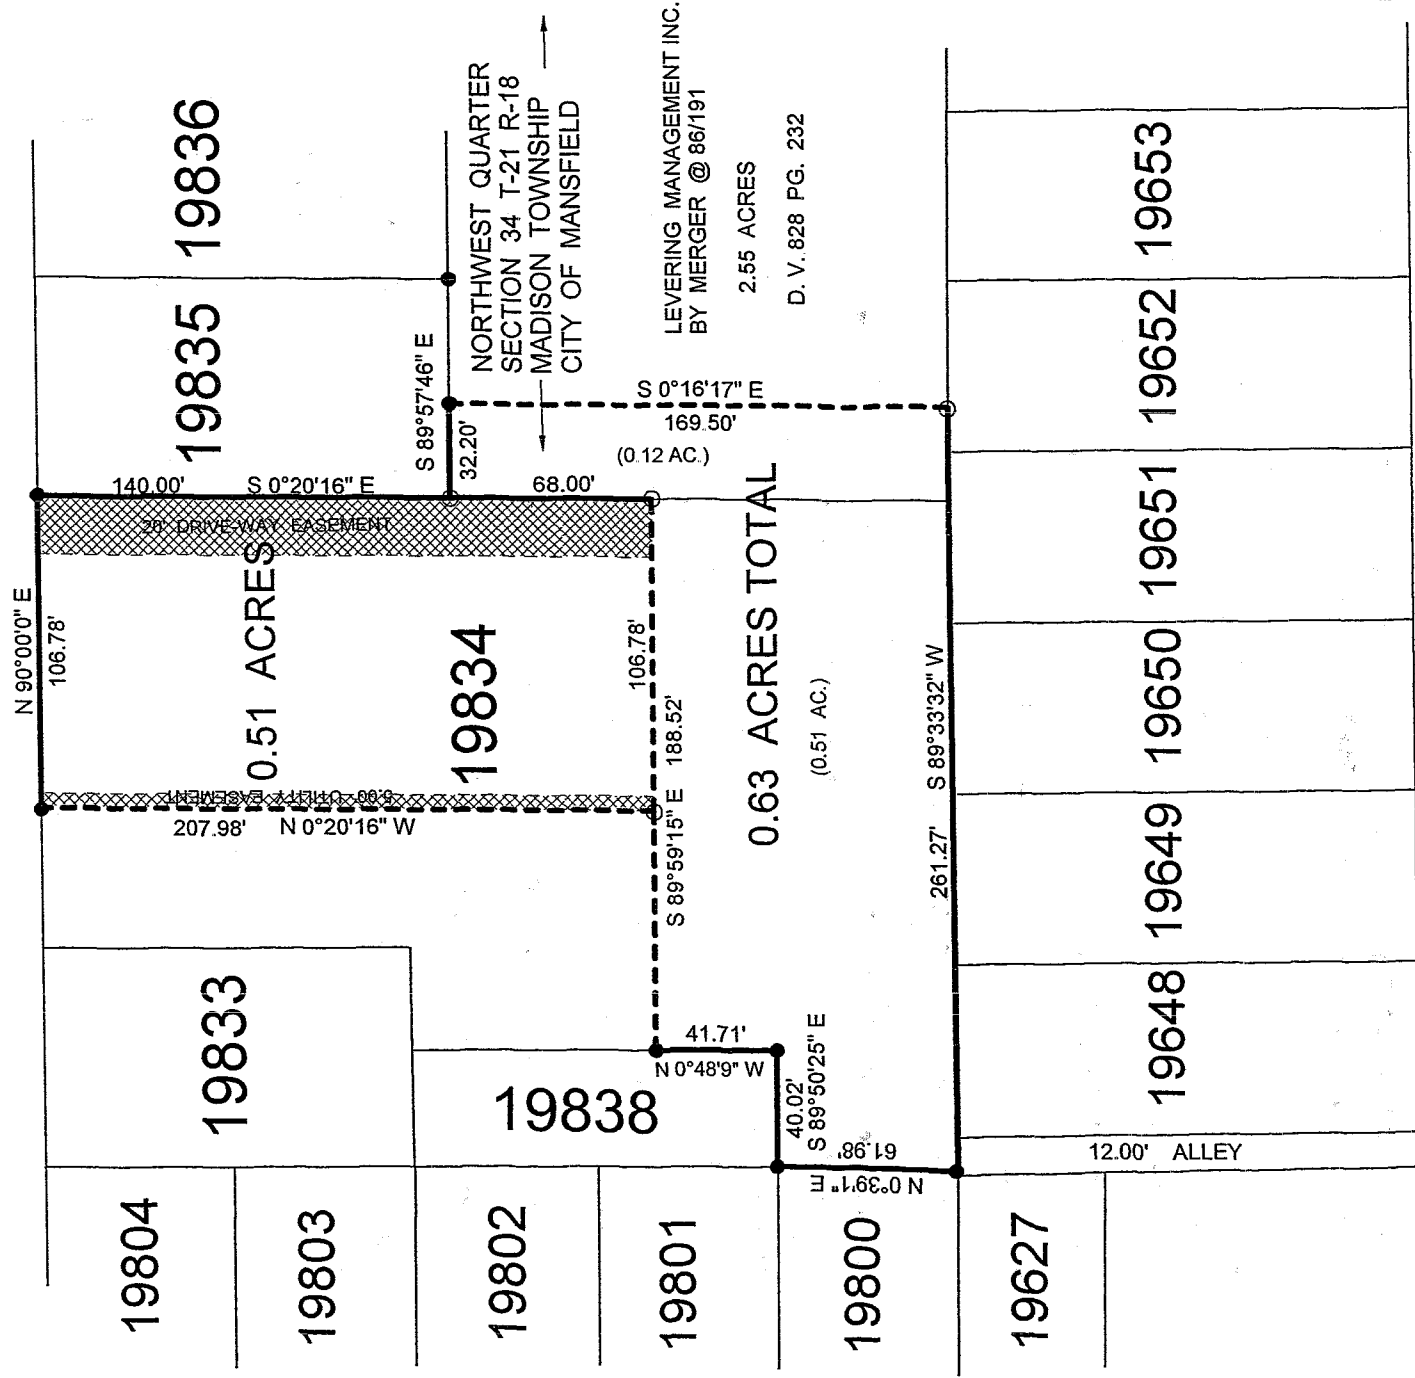 19836
19835
NORTHWEST QUARTER
SECTION 34 T-21 R-18
MADISON TOWNSHIP
CITY OF MANSFIELD
LEVERING MANAGEMENT INC.
BY MERGER @ 86/191
2.55 ACRES
D. V. 828 PG. 232
S 89°57'46" E
32.20'
S 0°16'17" E
169.50'
(0.12 AC.)
140.00' S 0°20'16" E
68.00'
20' DRIVE-WAY EASEMENT
N 90°00'0" E
106.78'
0.51 ACRES
19834
106.78'
5.00' UTILITY EASEMENT
207.98' N 0°20'16" W
S 89°59'15" E 188.52'
0.63 ACRES TOTAL
(0.51 AC.)
261.27' S 89°33'32" W
41.71'
N 0°48'9" W
40.02'
S 89°50'25" E
61.98'
N 0°39'1" E
19833
19838
19804
19803
19802
19801
19800
19627
12.00' ALLEY
19648
19649
19650
19651
19652
19653